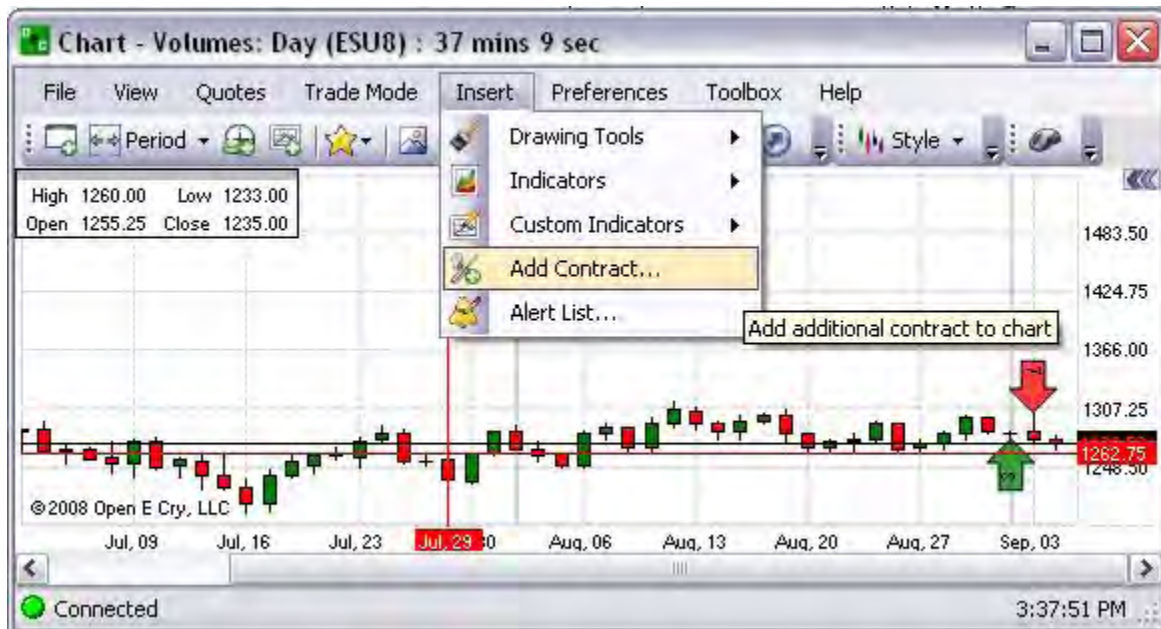 Chart - Volumes: Day (ESU8) : 37 mins 9 sec
File View Quotes Trade Mode Insert Preferences Toolbox Help
Period Style
Drawing Tools
Indicators
Custom Indicators
Add Contract...
Alert List...
Add additional contract to chart
High 1260.00 Low 1233.00
Open 1255.25 Close 1235.00
1483.50
1424.75
1366.00
1307.25
1262.75
1248.50
©2008 Open E Cry, LLC
Jul, 09 Jul, 16 Jul, 23 Jul, 29 Aug, 06 Aug, 13 Aug, 20 Aug, 27 Sep, 03
Connected 3:37:51 PM